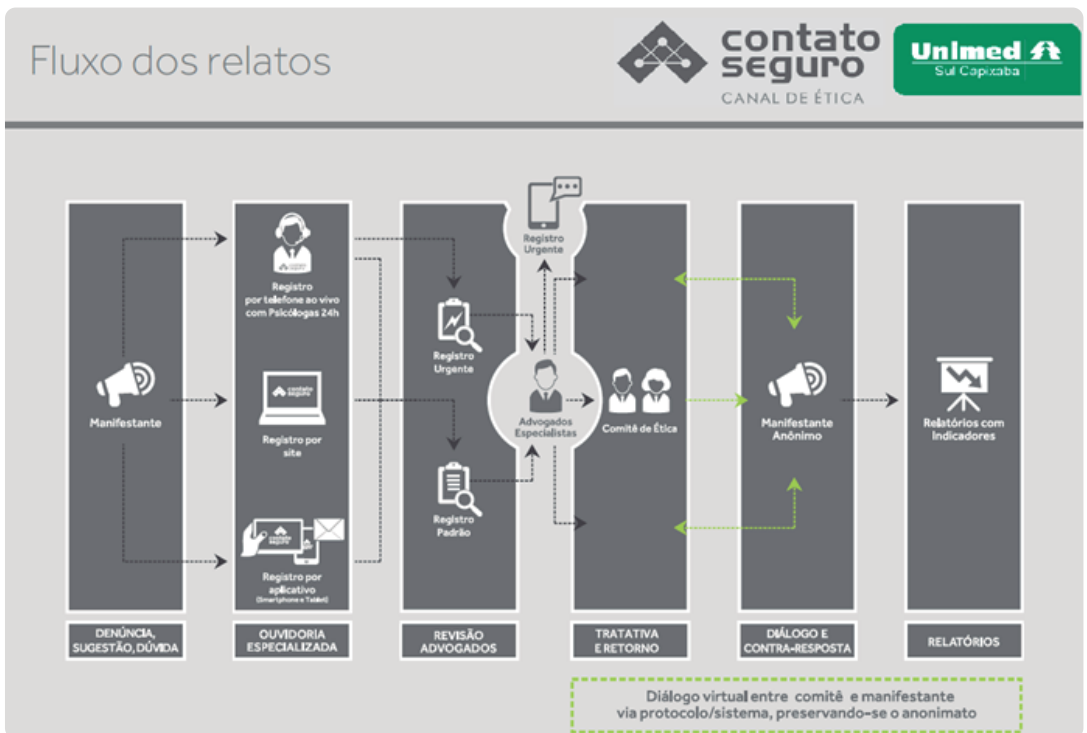 Fluxo dos relatos
contato
seguro
CANAL DE ÉTICA
Unimed
Sul Capixaba
Manifestante
DENÚNCIA,
SUGESTÃO, DÚVIDA
contato
seguro
Registro
por telefone ao vivo
com Psicólogas 24h
contato
seguro
Registro por
site
contato
seguro
Registro por
aplicativo
(Smartphone e Tablet)
OUVIDORIA
ESPECIALIZADA
Registro
Urgente
Registro
Padrão
REVISÃO
ADVOGADOS
Registro
Urgente
Advogados
Especialistas
Comitê de Ética
TRATATIVA
E RETORNO
Manifestante
Anônimo
DIÁLOGO E
CONTRA-RESPOSTA
Relatórios com
Indicadores
RELATÓRIOS
Diálogo virtual entre comitê e manifestante
via protocolo/sistema, preservando-se o anonimato